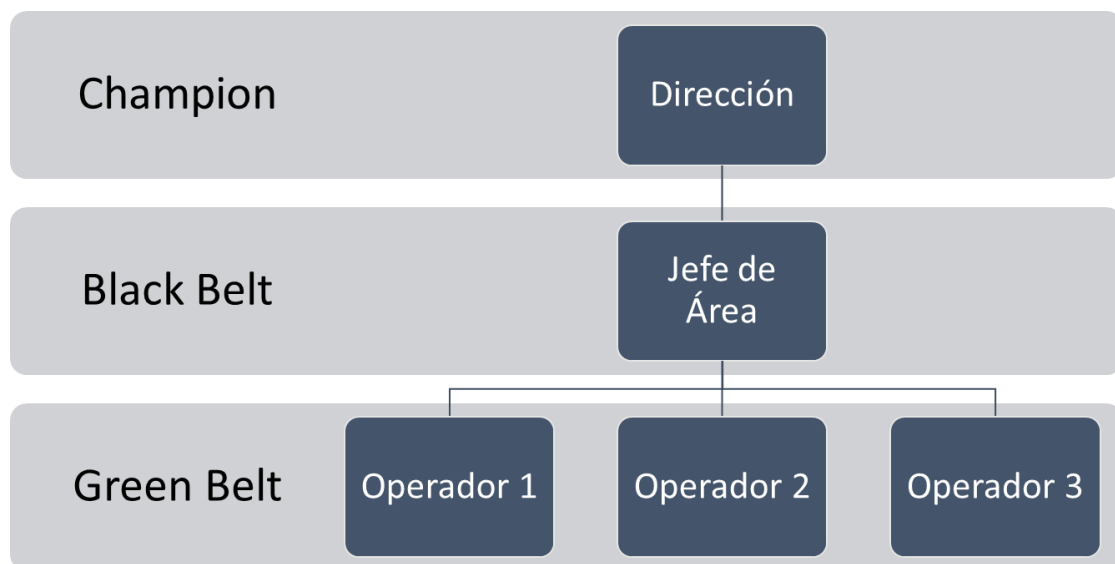 Champion
Dirección
Black Belt
Jefe de
Área
Green Belt
Operador 1
Operador 2
Operador 3